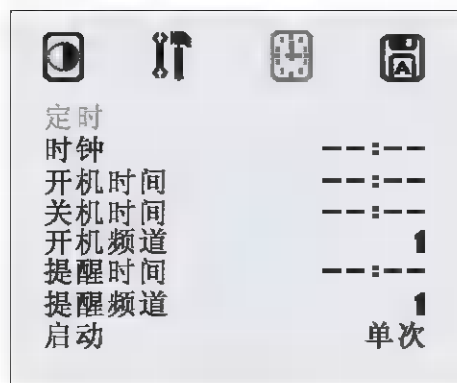 A
定时
时钟 --:--
开机时间 --:--
关机时间 --:--
开机频道 1
提醒时间 --:--
提醒频道 1
启动 单次